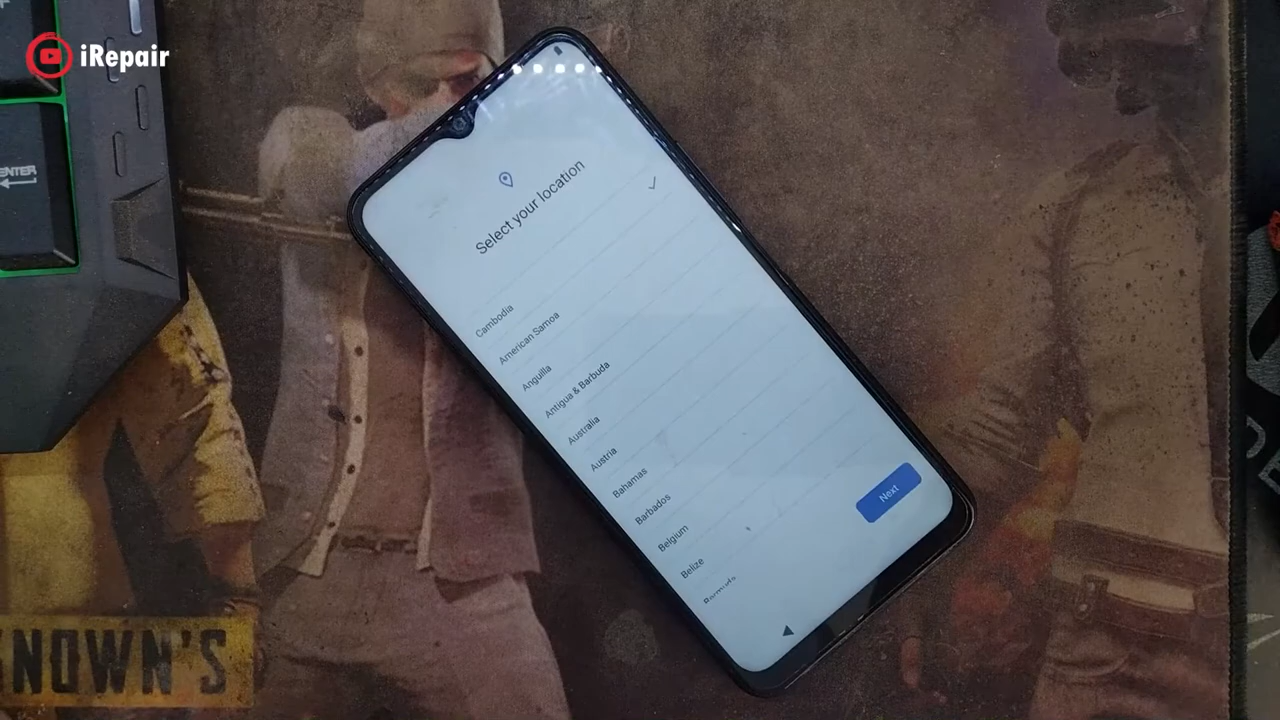 iRepair
ENTER
Select your location
Cambodia
American Samoa
Anguilla
Antigua & Barbuda
Australia
Austria
Bahamas
Barbados
Belgium
Belize
Next
NOWN'S